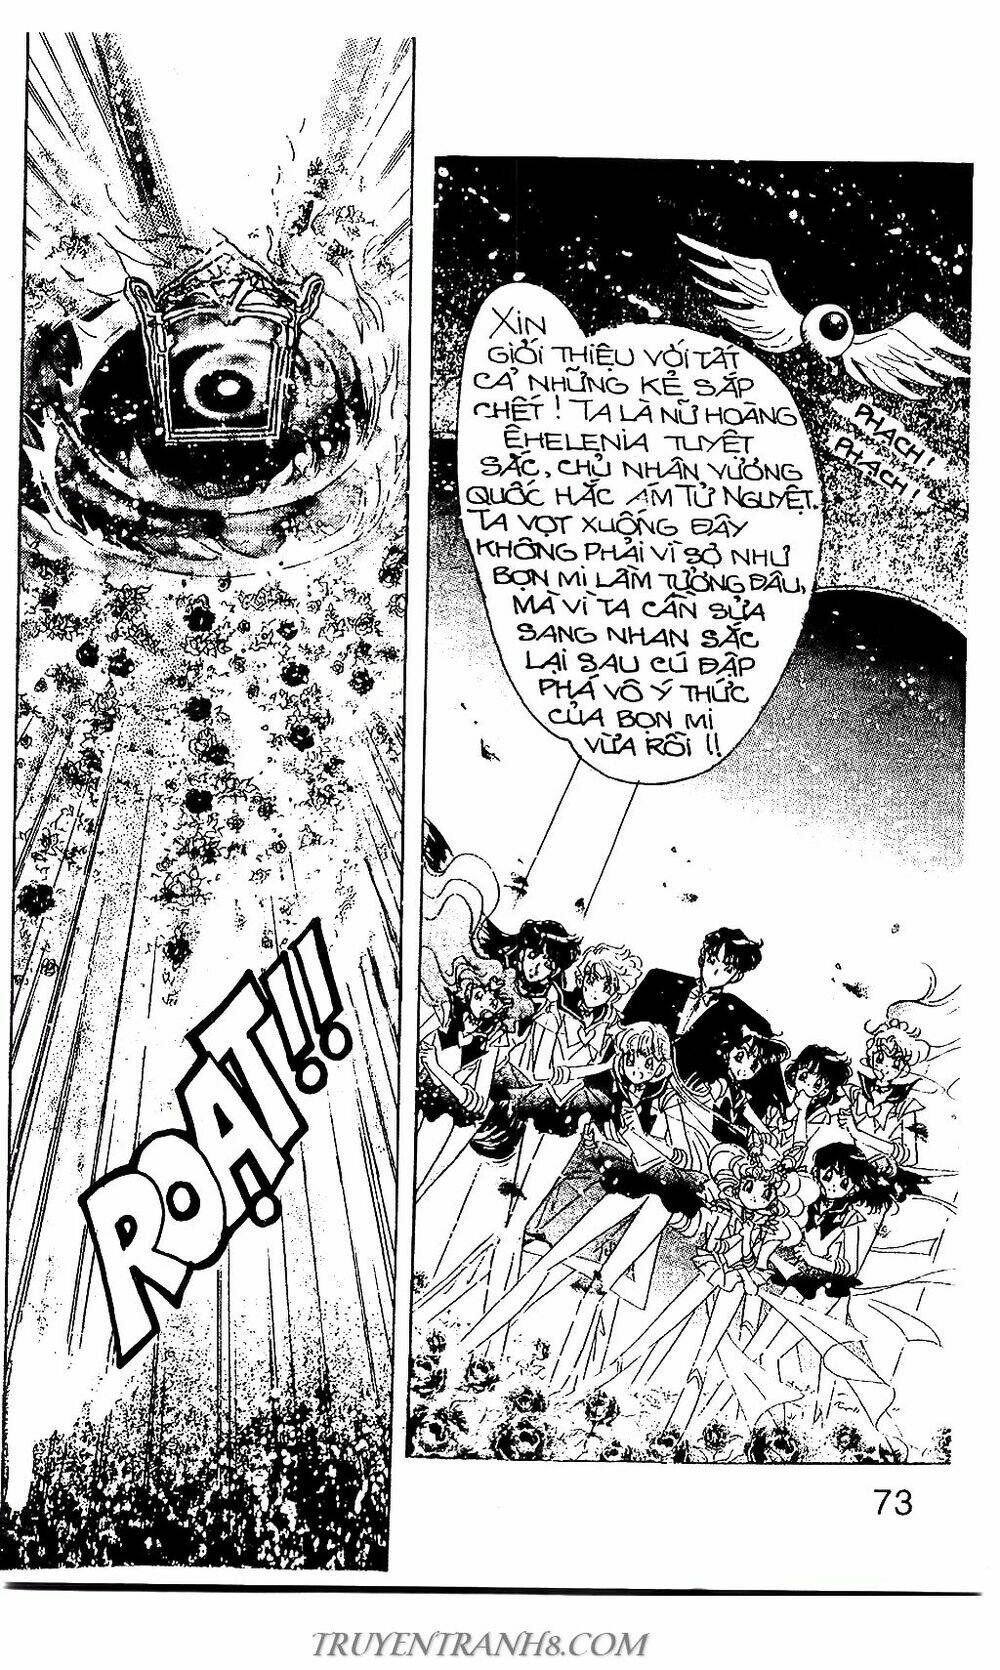 XIN
GIỚI THIỆU VỚI TẤT
CẢ NHỮNG KẺ SẮP
CHẾT! TA LÀ NỮ HOÀNG
ÊHELENIA TUYỆT
SẮC, CHỦ NHÂN VƯƠNG
QUỐC HẮC ÁM TỬ NGUYỆT.
TA VỌT XUỐNG ĐÂY
KHÔNG PHẢI VÌ SỢ NHƯ
BỌN MI LẦM TƯỞNG ĐÂU,
MÀ VÌ TA CẦN SỬA
SANG NHAN SẮC
LẠI SAU CÚ ĐẬP
PHÁ VÔ Ý THỨC
CỦA BỌN MI
VỪA RỒI!!
PHẠCH!
PHẠCH!
ROẠT!!!
73
TRUYENTRANH8.COM